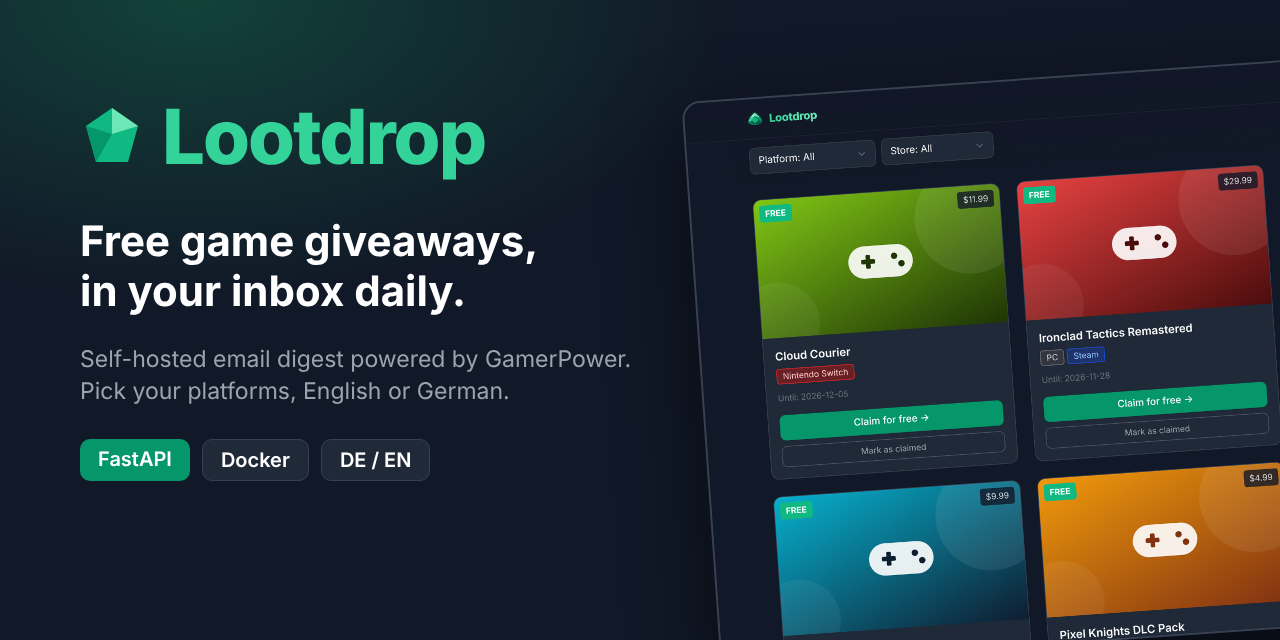 Lootdrop
Free game giveaways,
in your inbox daily.
Self-hosted email digest powered by GamerPower.
Pick your platforms, English or German.
FastAPI
Docker
DE / EN
Lootdrop
Platform: All
Store: All
FREE
$11.99
Cloud Courier
Nintendo Switch
Until: 2026-12-05
Claim for free →
Mark as claimed
FREE
$29.99
Ironclad Tactics Remastered
PC
Steam
Until: 2026-11-28
Claim for free →
Mark as claimed
FREE
$9.99
FREE
$4.99
Pixel Knights DLC Pack